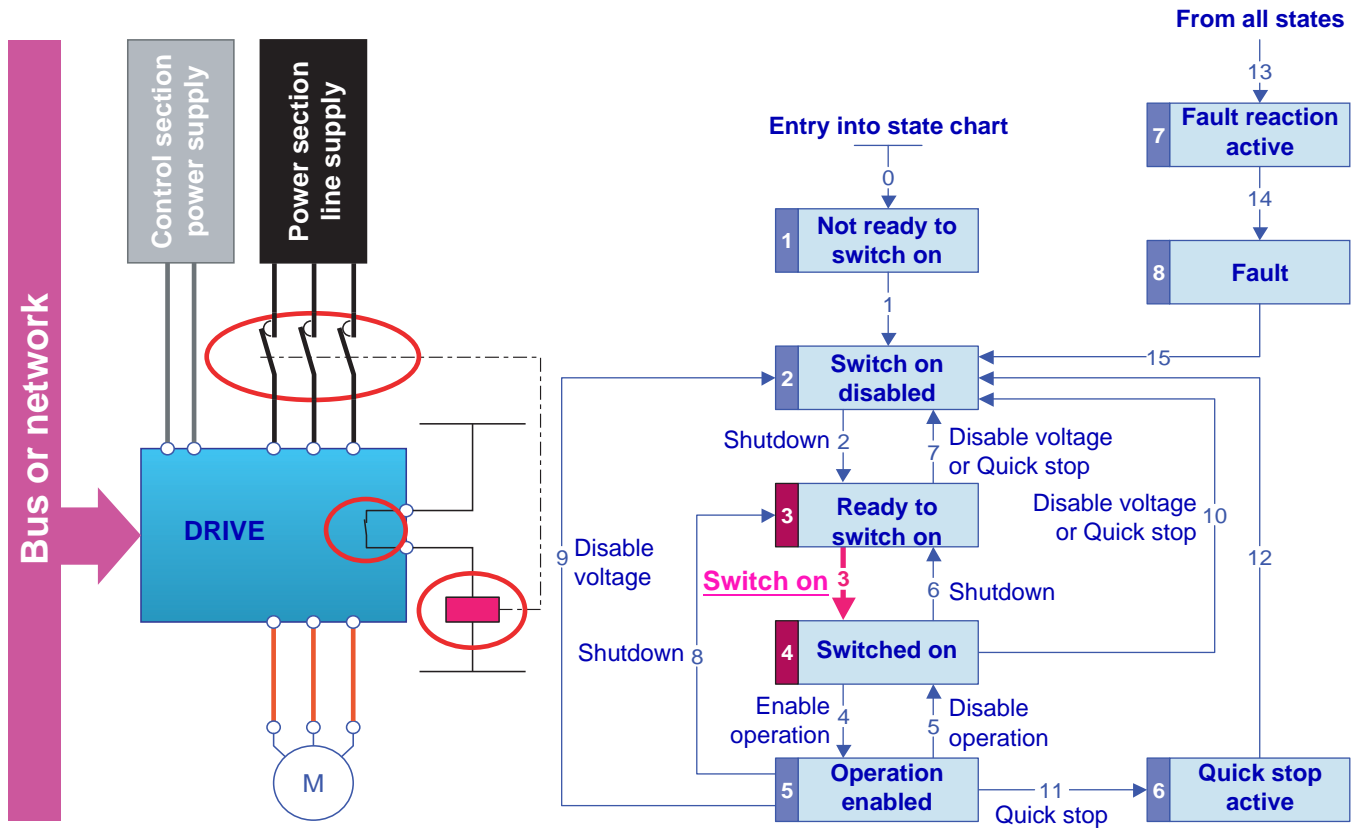 Bus or network
Control section
power supply
Power section
line supply
DRIVE
M
From all states
13
7
Fault reaction
active
14
8
Fault
15
Entry into state chart
0
1
Not ready to
switch on
1
2
Switch on
disabled
Shutdown 2
7 Disable voltage
or Quick stop
3
Ready to
switch on
Switch on 3
6 Shutdown
Disable voltage
or Quick stop
10
12
9 Disable
voltage
Shutdown 8
4
Switched on
Enable
operation
4
5
Disable
operation
5
Operation
enabled
11
Quick stop
6
Quick stop
active